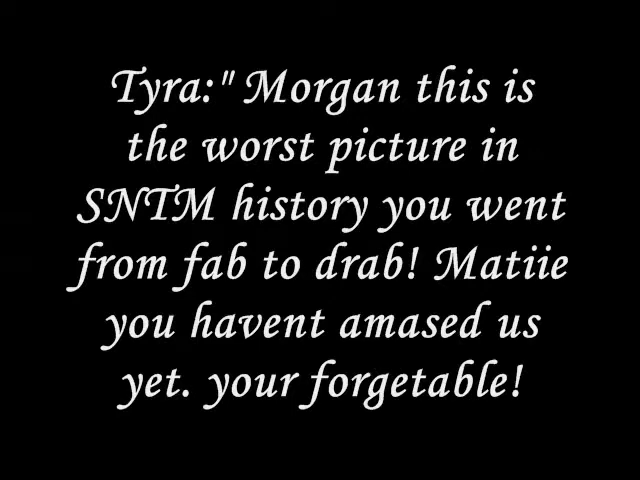 Tyra:" Morgan this is
the worst picture in
SNTM history you went
from fab to drab! Matiie
you havent amased us
yet. your forgetable!